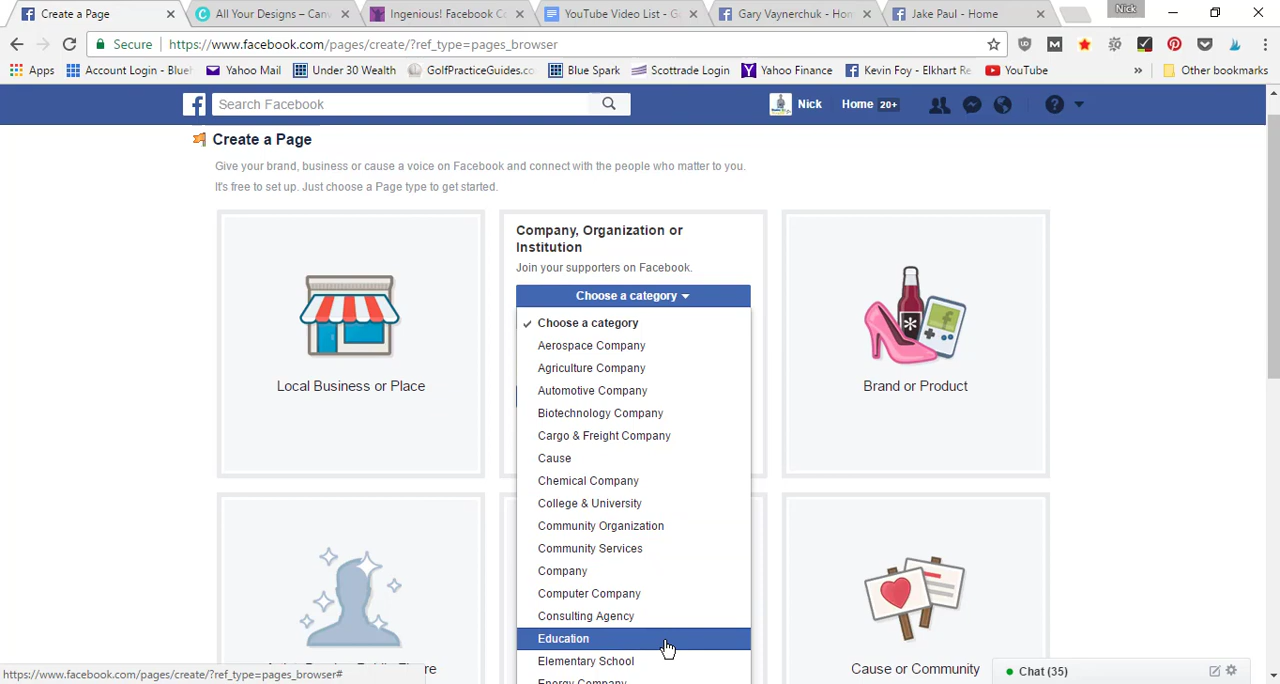 Create a Page
All Your Designs – Canv
Ingenious! Facebook Co
YouTube Video List - Go
Gary Vaynerchuk - Hom
Jake Paul - Home
Nick
Secure
https://www.facebook.com/pages/create/?ref_type=pages_browser
Apps
Account Login - Blueh
Yahoo Mail
Under 30 Wealth
GolfPracticeGuides.co
Blue Spark
Scottrade Login
Yahoo Finance
Kevin Foy - Elkhart Re
YouTube
»
Other bookmarks
Search Facebook
Nick
Home 20+
Create a Page
Give your brand, business or cause a voice on Facebook and connect with the people who matter to you.
It's free to set up. Just choose a Page type to get started.
Local Business or Place
Company, Organization or
Institution
Join your supporters on Facebook.
Choose a category
Choose a category
Aerospace Company
Agriculture Company
Automotive Company
Biotechnology Company
Cargo & Freight Company
Cause
Chemical Company
College & University
Community Organization
Community Services
Company
Computer Company
Consulting Agency
Education
Elementary School
Energy Company
Brand or Product
Cause or Community
https://www.facebook.com/pages/create/?ref_type=pages_browser#
Chat (35)